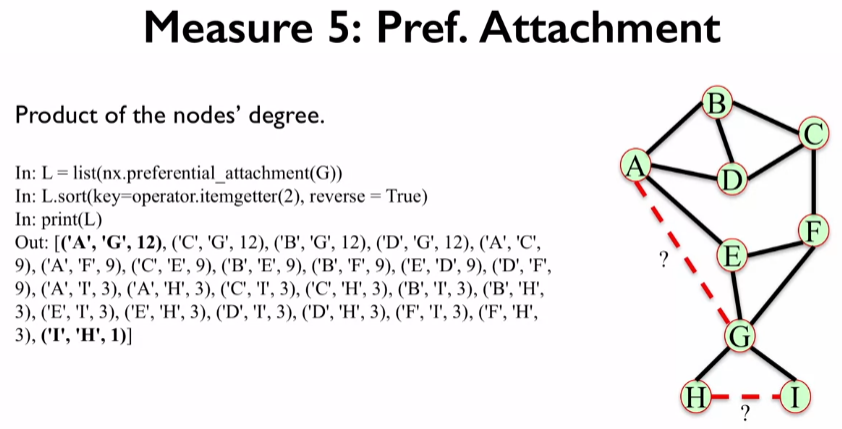 Measure 5: Pref. Attachment
Product of the nodes' degree.
In: L = list(nx.preferential_attachment(G))
In: L.sort(key=operator.itemgetter(2), reverse = True)
In: print(L)
Out: [('A', 'G', 12), ('C', 'G', 12), ('B', 'G', 12), ('D', 'G', 12), ('A', 'C',
9), ('A', 'F', 9), ('C', 'E', 9), ('B', 'E', 9), ('B', 'F', 9), ('E', 'D', 9), ('D', 'F',
9), ('A', 'I', 3), ('A', 'H', 3), ('C', 'I', 3), ('C', 'H', 3), ('B', 'I', 3), ('B', 'H',
3), ('E', 'I', 3), ('E', 'H', 3), ('D', 'I', 3), ('D', 'H', 3), ('F', 'I', 3), ('F', 'H',
3), ('I', 'H', 1)]
B
C
A
D
F
E
?
G
H
I
?